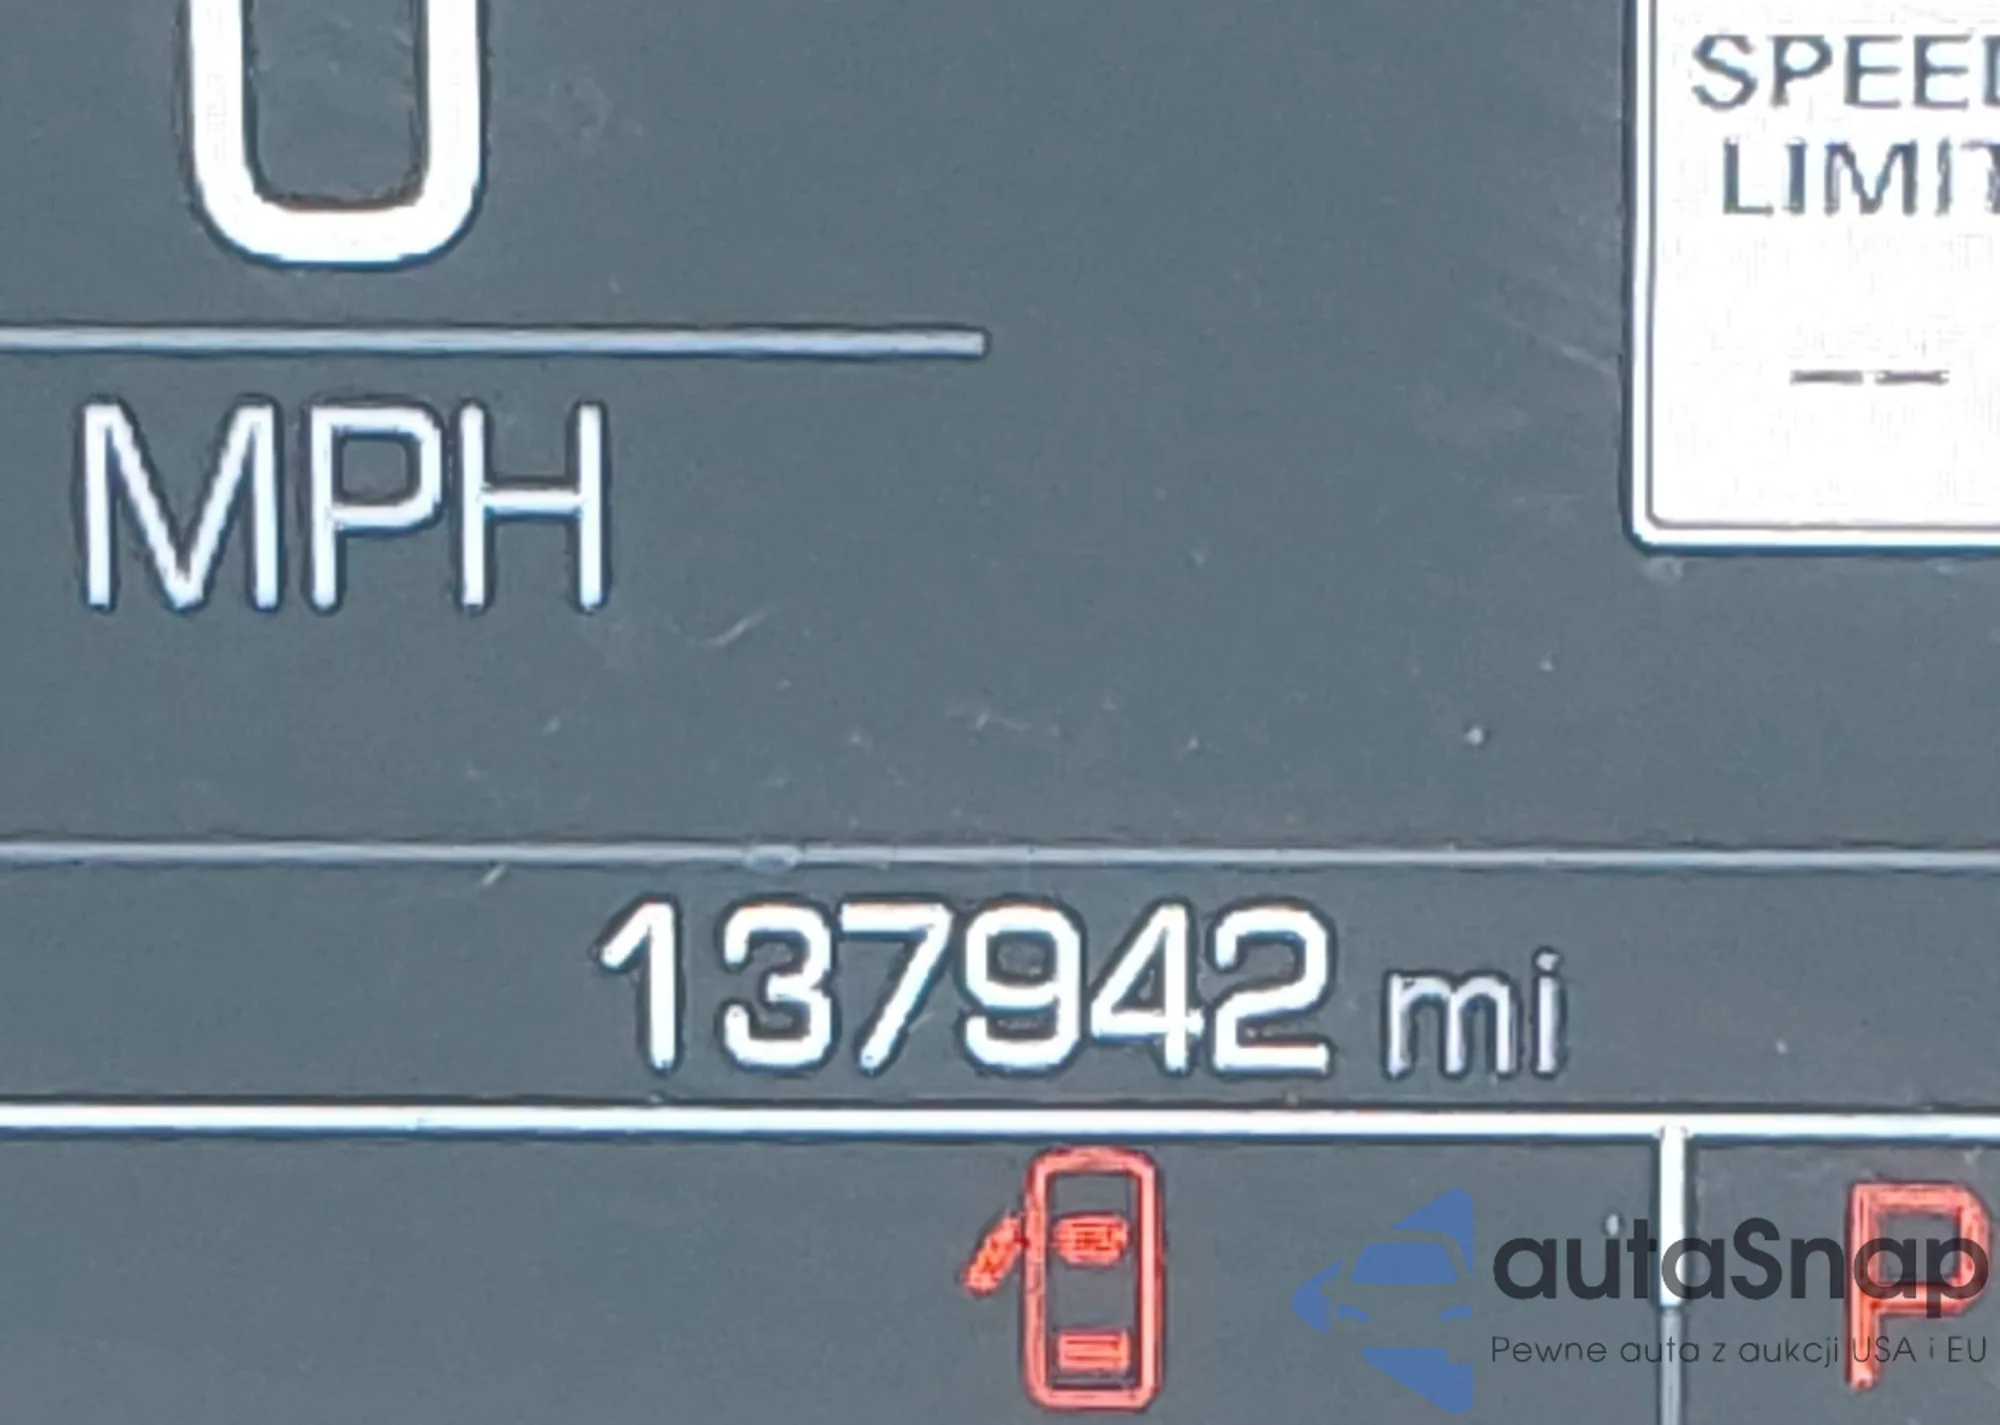 0
SPEED
LIMIT
--
MPH
137942 mi
P
autaSnap
Pewne auta z aukcji USA i EU